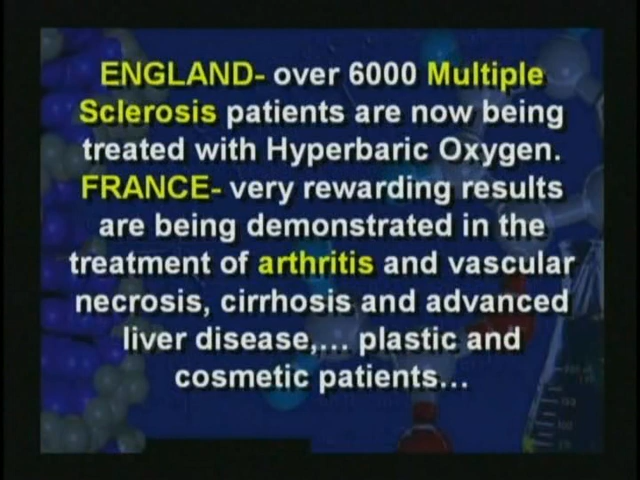 ENGLAND- over 6000 Multiple
Sclerosis patients are now being
treated with Hyperbaric Oxygen.
FRANCE- very rewarding results
are being demonstrated in the
treatment of arthritis and vascular
necrosis, cirrhosis and advanced
liver disease,... plastic and
cosmetic patients...